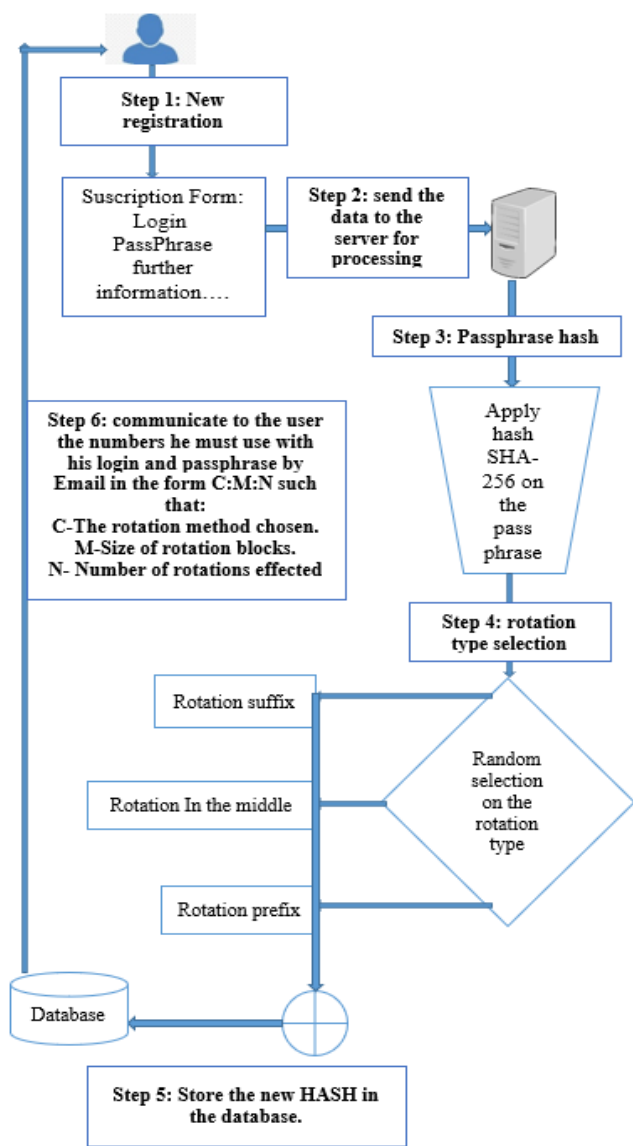 Step 1: New
registration
Suscription Form:
Login
PassPhrase
further
information....
Step 2: send the
data to the
server for
processing
Step 3: Passphrase hash
Apply
hash
SHA-
256 on
the
pass
phrase
Step 4: rotation
type selection
Random
selection
on the
rotation
type
Rotation suffix
Rotation In the middle
Rotation prefix
Database
Step 5: Store the new HASH in
the database.
Step 6: communicate to the user
the numbers he must use with
his login and passphrase by
Email in the form C:M:N such
that:
C-The rotation method chosen.
M-Size of rotation blocks.
N- Number of rotations effected